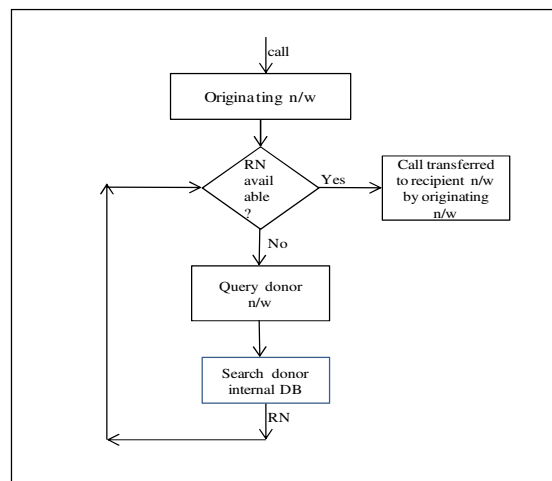 call
Originating n/w
RN
avail
able
?
Yes
Call transferred
to recipient n/w
by originating
n/w
No
Query donor
n/w
Search donor
internal DB
RN